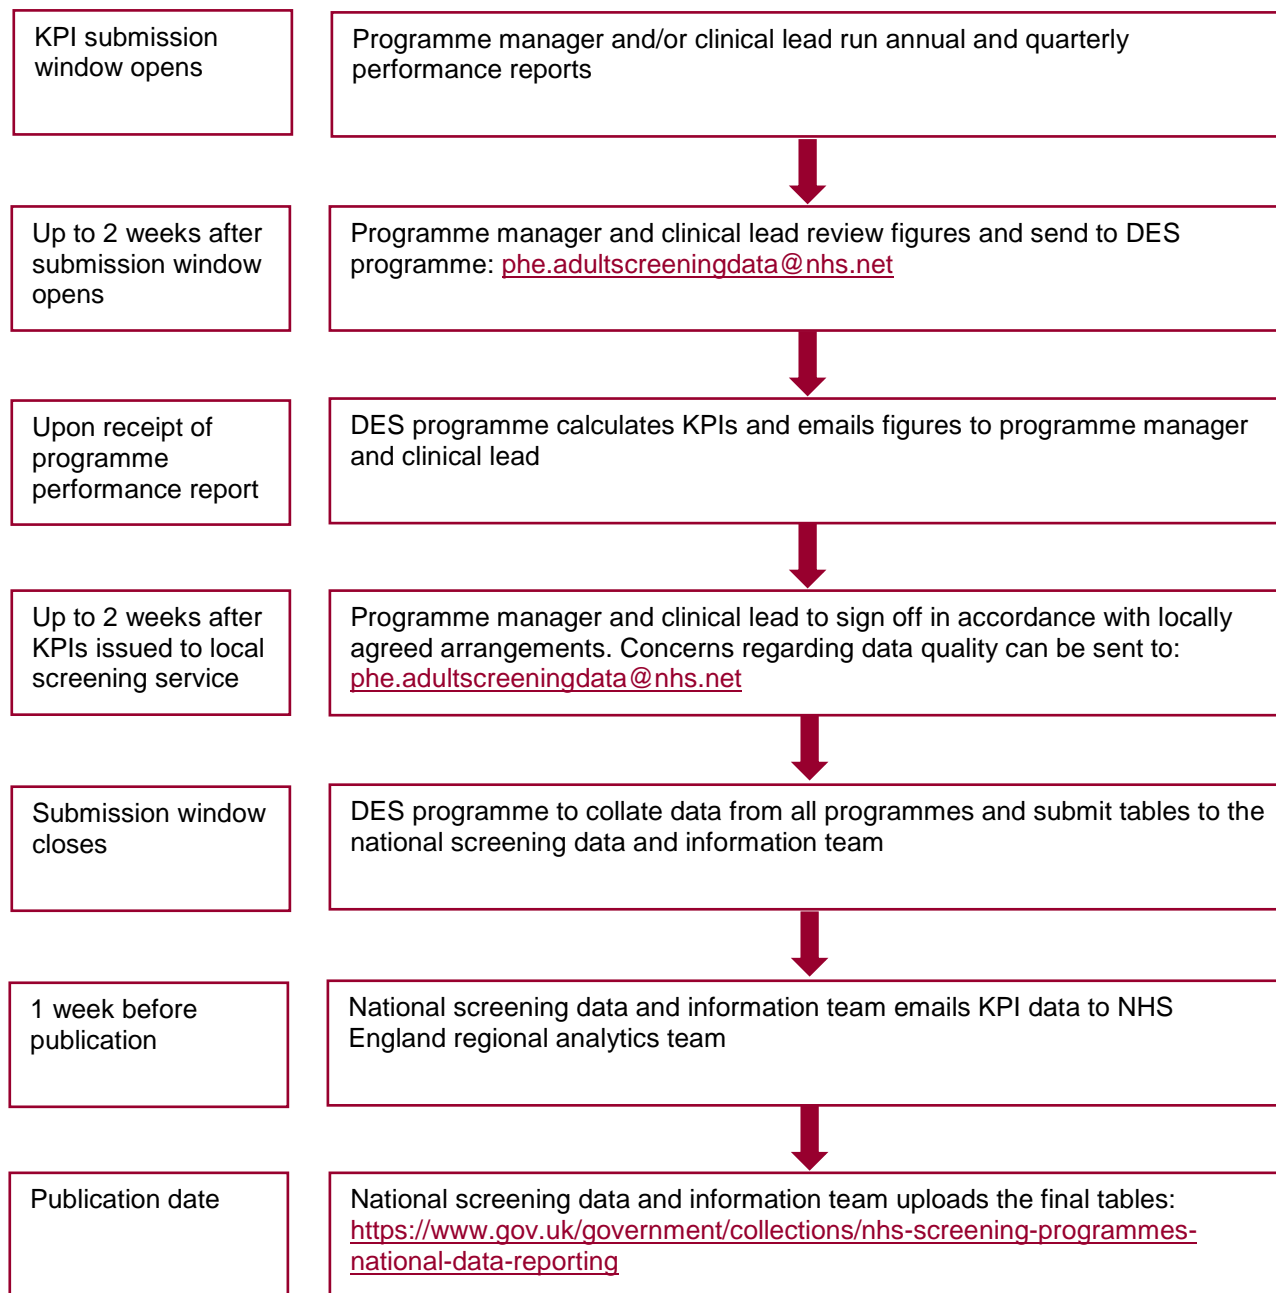 KPI submission
window opens
Programme manager and/or clinical lead run annual and quarterly
performance reports
Up to 2 weeks after
submission window
opens
Programme manager and clinical lead review figures and send to DES
programme: phe.adultscreeningdata@nhs.net
Upon receipt of
programme
performance report
DES programme calculates KPIs and emails figures to programme manager
and clinical lead
Up to 2 weeks after
KPIs issued to local
screening service
Programme manager and clinical lead to sign off in accordance with locally
agreed arrangements. Concerns regarding data quality can be sent to:
phe.adultscreeningdata@nhs.net
Submission window
closes
DES programme to collate data from all programmes and submit tables to the
national screening data and information team
1 week before
publication
National screening data and information team emails KPI data to NHS
England regional analytics team
Publication date
National screening data and information team uploads the final tables:
https://www.gov.uk/government/collections/nhs-screening-programmes-
national-data-reporting